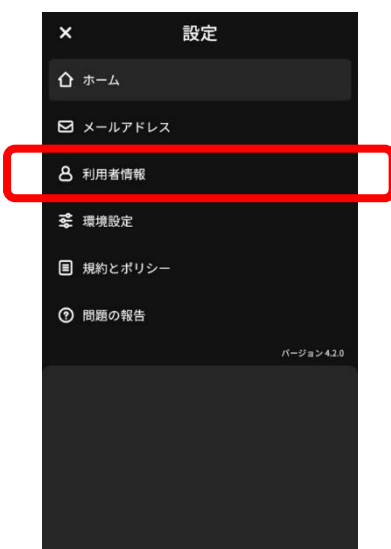 設定
ホーム
メールアドレス
利用者情報
環境設定
規約とポリシー
問題の報告
バージョン 4.2.0